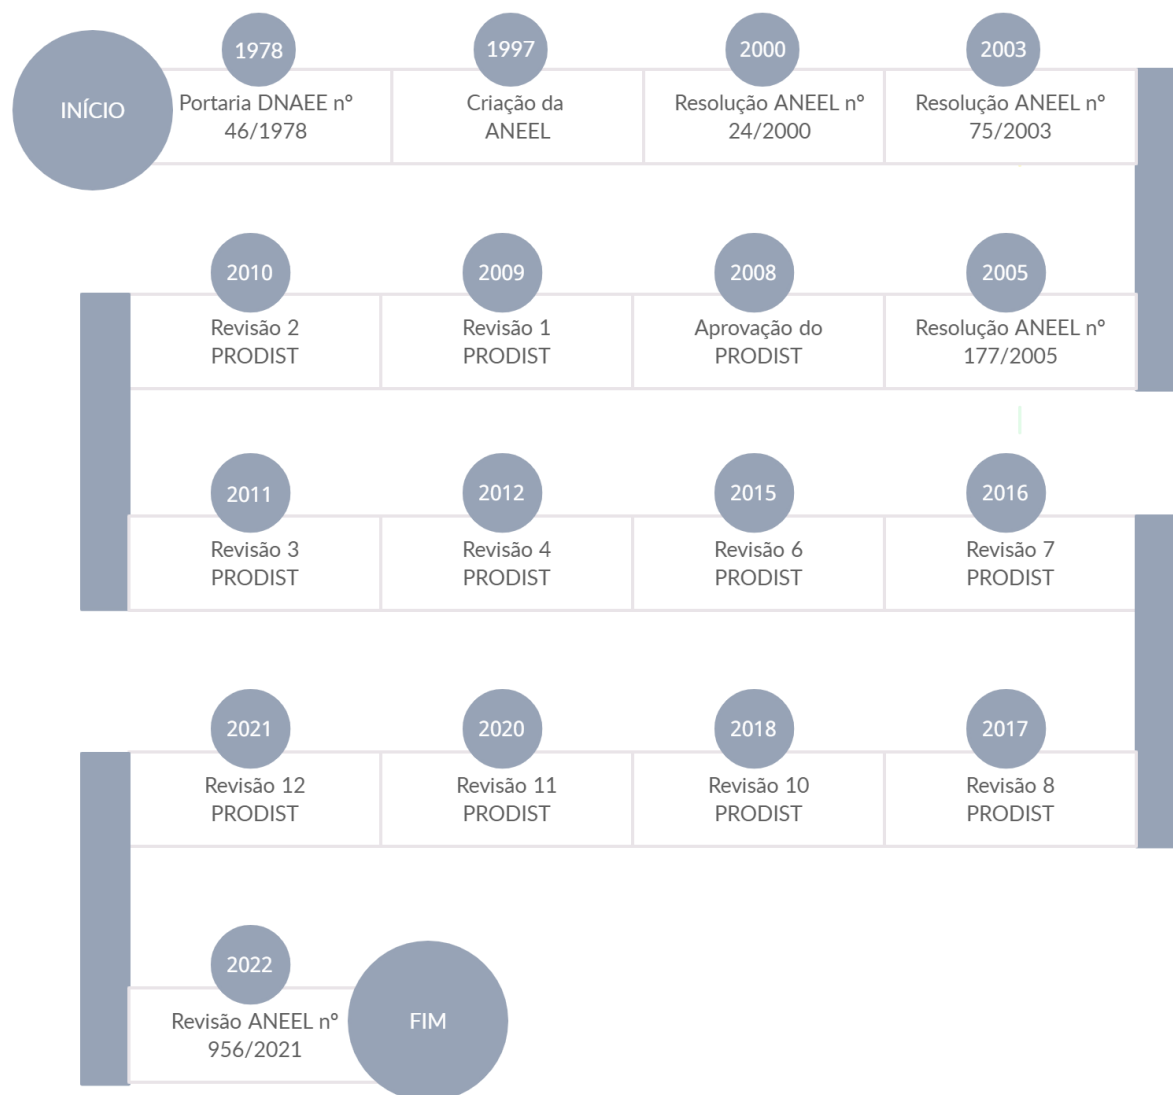 INÍCIO
1978
Portaria DNAEE nº
46/1978
1997
Criação da
ANEEL
2000
Resolução ANEEL nº
24/2000
2003
Resolução ANEEL nº
75/2003
2005
Resolução ANEEL nº
177/2005
2008
Aprovação do
PRODIST
2009
Revisão 1
PRODIST
2010
Revisão 2
PRODIST
2011
Revisão 3
PRODIST
2012
Revisão 4
PRODIST
2015
Revisão 6
PRODIST
2016
Revisão 7
PRODIST
2017
Revisão 8
PRODIST
2018
Revisão 10
PRODIST
2020
Revisão 11
PRODIST
2021
Revisão 12
PRODIST
2022
Revisão ANEEL nº
956/2021
FIM